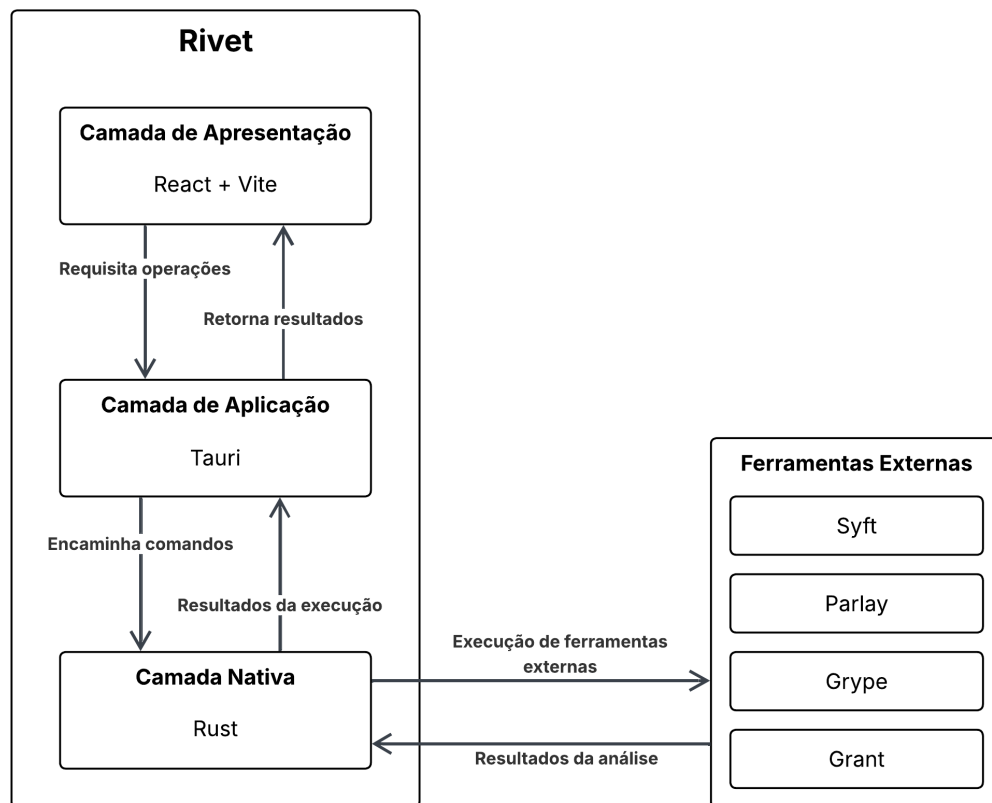 Rivet
Camada de Apresentação
React + Vite
Requisita operações
Retorna resultados
Camada de Aplicação
Tauri
Encaminha comandos
Resultados da execução
Camada Nativa
Rust
Execução de ferramentas
externas
Resultados da análise
Ferramentas Externas
Syft
Parlay
Grype
Grant